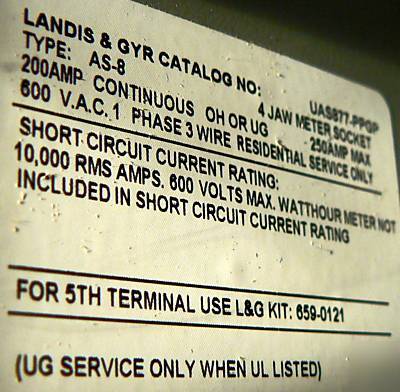 LANDIS & GYR CATALOG NO: UAS877-PPGP
TYPE: AS-8 4 JAW METER SOCKET
200AMP CONTINUOUS OH OR UG 250AMP MAX
600 V.A.C. 1 PHASE 3 WIRE RESIDENTIAL SERVICE ONLY
SHORT CIRCUIT CURRENT RATING:
10,000 RMS AMPS. 600 VOLTS MAX. WATTHOUR METER NOT
INCLUDED IN SHORT CIRCUIT CURRENT RATING
FOR 5TH TERMINAL USE L&G KIT: 659-0121
(UG SERVICE ONLY WHEN UL LISTED)